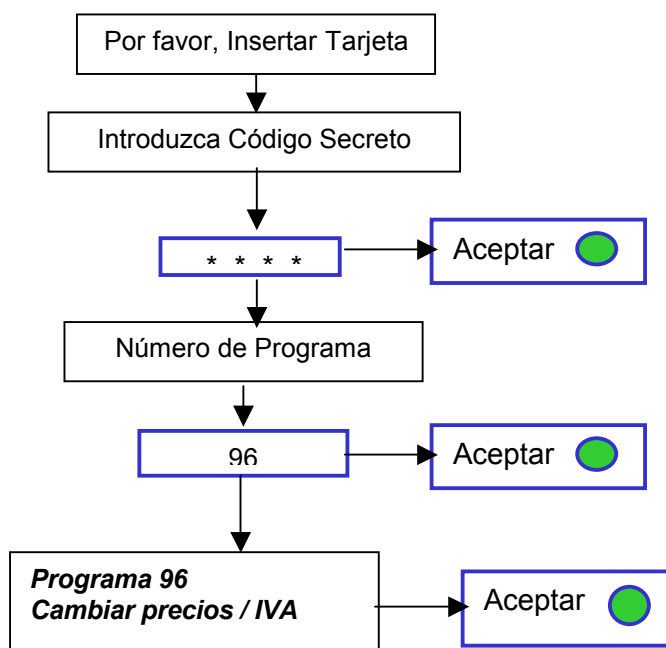 Por favor, Insertar Tarjeta
Introduzca Código Secreto
* * * *
Aceptar
Número de Programa
96
Aceptar
Programa 96
Cambiar precios / IVA
Aceptar